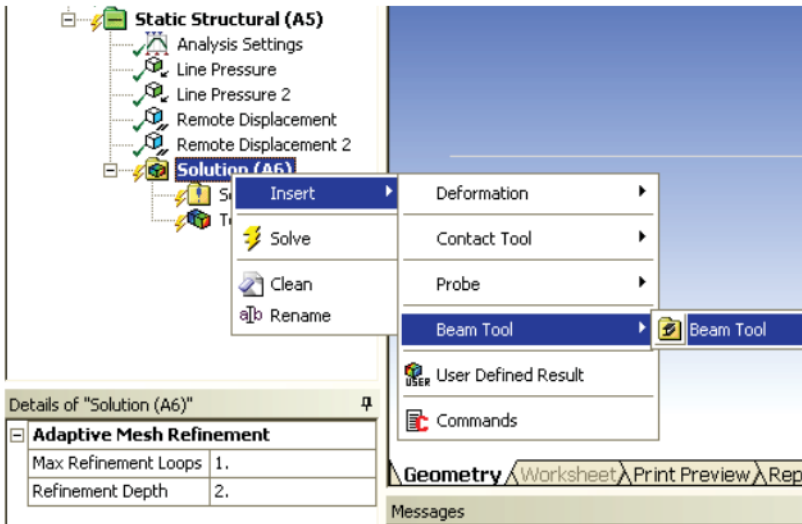 Static Structural (A5)
Analysis Settings
Line Pressure
Line Pressure 2
Remote Displacement
Remote Displacement 2
Solution (A6)
Insert
Solve
Clean
Rename
Deformation
Contact Tool
Probe
Beam Tool
Beam Tool
User Defined Result
Commands
Details of "Solution (A6)"
Adaptive Mesh Refinement
Max Refinement Loops 1.
Refinement Depth 2.
Geometry Worksheet Print Preview Rep
Messages